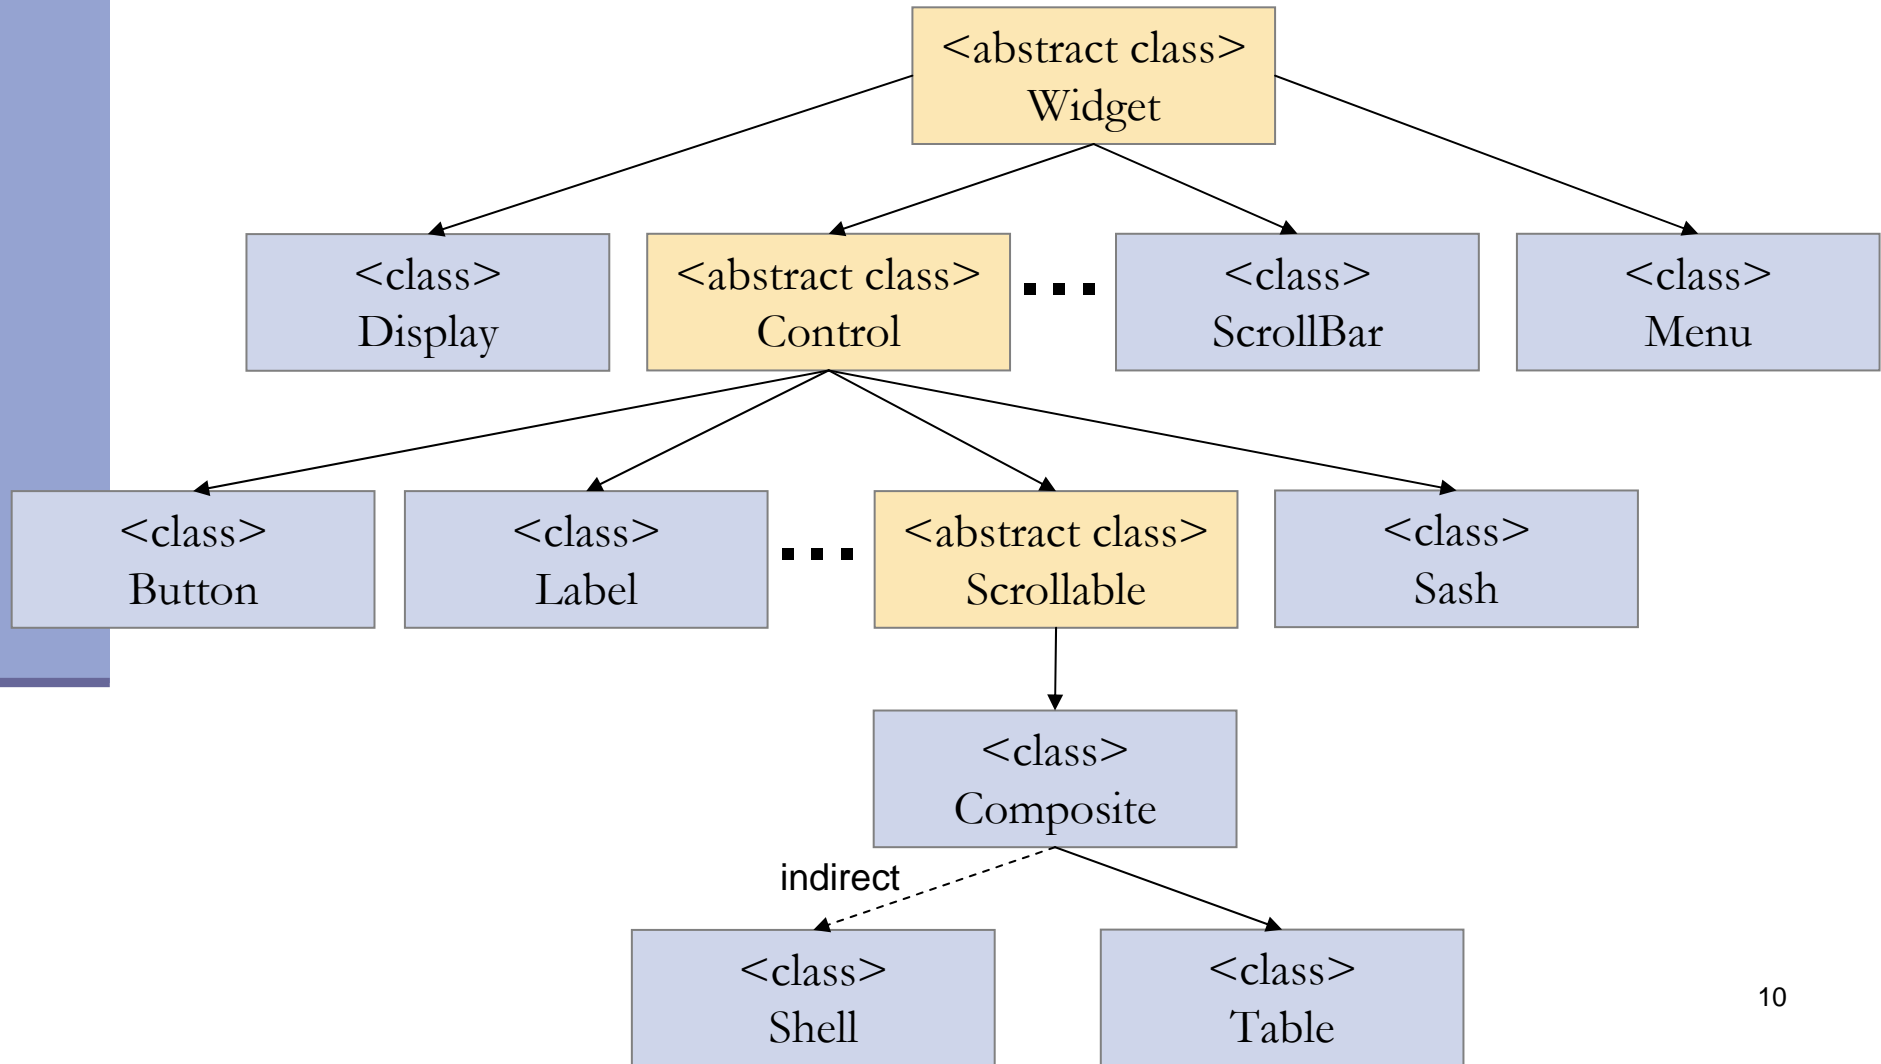 <abstract class>
Widget
<class>
Display
<abstract class>
Control
...
<class>
ScrollBar
<class>
Menu
<class>
Button
<class>
Label
...
<abstract class>
Scrollable
<class>
Sash
<class>
Composite
indirect
<class>
Shell
<class>
Table
10